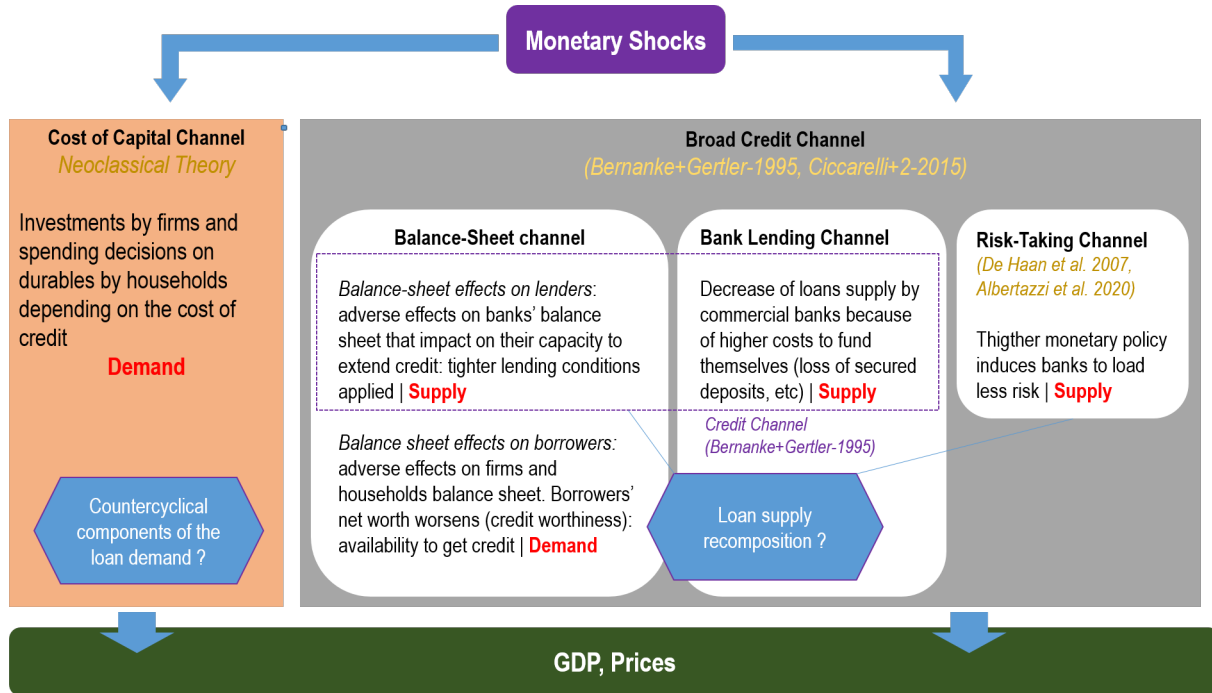 Monetary Shocks
Cost of Capital Channel
Neoclassical Theory
Investments by firms and
spending decisions on
durables by households
depending on the cost of
credit
Demand
Countercyclical
components of the
loan demand ?
Broad Credit Channel
(Bernanke+Gertler-1995, Ciccarelli+2-2015)
Balance-Sheet channel
Balance-sheet effects on lenders:
adverse effects on banks’ balance
sheet that impact on their capacity to
extend credit: tighter lending conditions
applied | Supply
Balance sheet effects on borrowers:
adverse effects on firms and
households balance sheet. Borrowers’
net worth worsens (credit worthiness):
availability to get credit | Demand
Bank Lending Channel
Decrease of loans supply by
commercial banks because
of higher costs to fund
themselves (loss of secured
deposits, etc) | Supply
Credit Channel
(Bernanke+Gertler-1995)
Loan supply
recomposition ?
Risk-Taking Channel
(De Haan et al. 2007,
Albertazzi et al. 2020)
Thigther monetary policy
induces banks to load
less risk | Supply
GDP, Prices